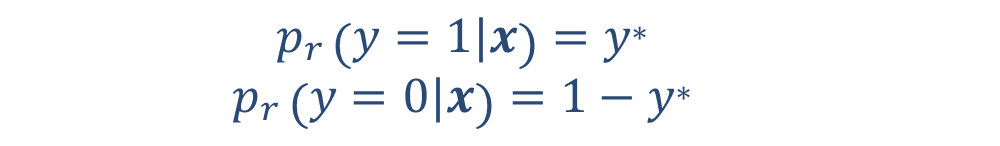 pᵣ (y = 1|x) = y*
pᵣ (y = 0|x) = 1 − y*